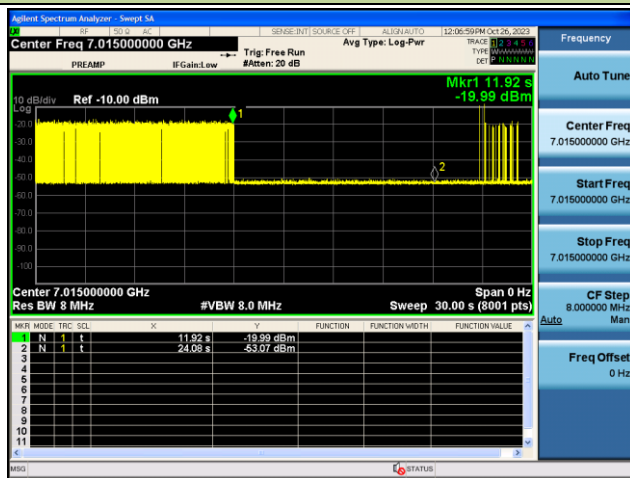 Agilent Spectrum Analyzer - Swept SA
RF 50 Ω AC SENSE:INT SOURCE OFF ALIGN AUTO 12:06:59 PM Oct 26, 2023
Center Freq 7.015000000 GHz
PREAMP IFGain:Low
Trig: Free Run
#Atten: 20 dB
Avg Type: Log-Pwr
TRACE 1 2 3 4 5 6
TYPE
DET P N N N N N
Mkr1 11.92 s
-19.99 dBm
10 dB/div Ref -10.00 dBm
Log
-20.0
-30.0
-40.0
-50.0
-60.0
-70.0
-80.0
-90.0
-100
1
2
Center 7.015000000 GHz Span 0 Hz
Res BW 8 MHz #VBW 8.0 MHz Sweep 30.00 s (8001 pts)
MKR MODE TRC SCL X Y FUNCTION FUNCTION WIDTH FUNCTION VALUE
1 N 1 t 11.92 s -19.99 dBm
2 N 1 t 24.08 s -53.07 dBm
3
4
5
6
7
8
9
10
11
MSG STATUS
Frequency
Auto Tune
Center Freq
7.015000000 GHz
Start Freq
7.015000000 GHz
Stop Freq
7.015000000 GHz
CF Step
8.000000 MHz
Auto Man
Freq Offset
0 Hz